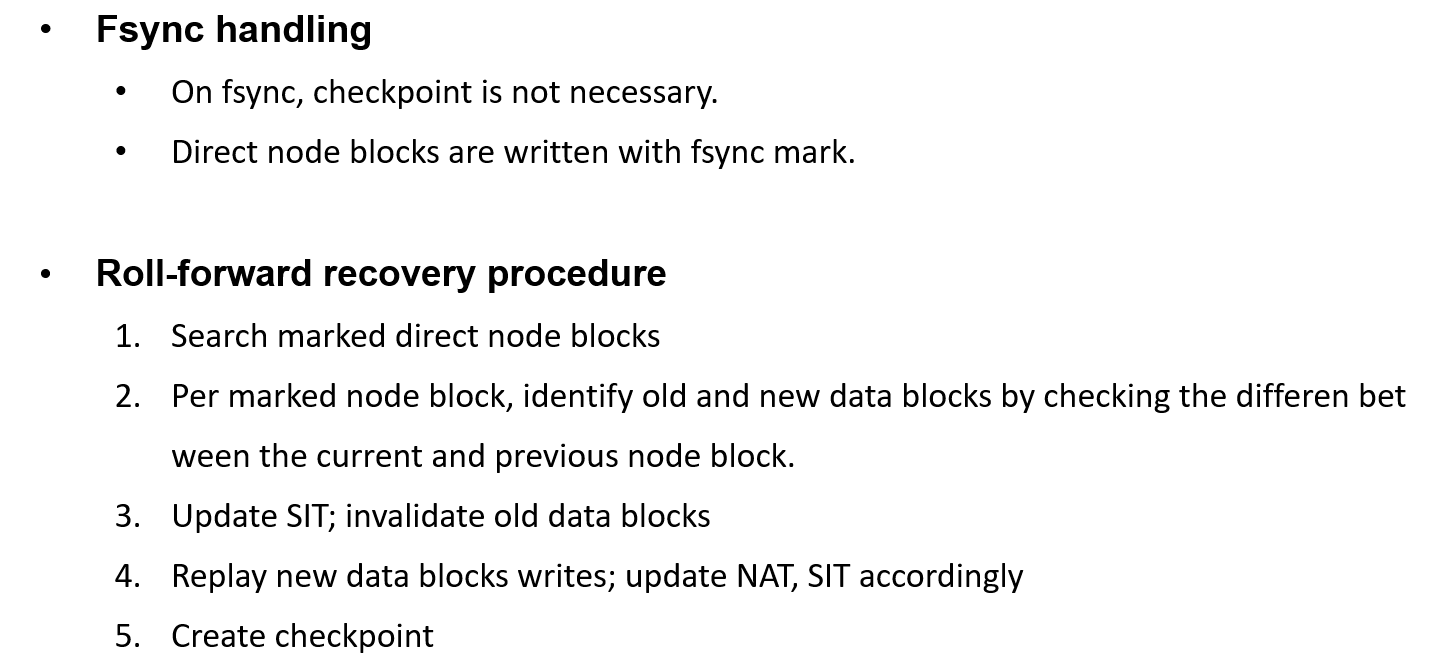 • Fsync handling
• On fsync, checkpoint is not necessary.
• Direct node blocks are written with fsync mark.
• Roll-forward recovery procedure
1. Search marked direct node blocks
2. Per marked node block, identify old and new data blocks by checking the differen bet
ween the current and previous node block.
3. Update SIT; invalidate old data blocks
4. Replay new data blocks writes; update NAT, SIT accordingly
5. Create checkpoint